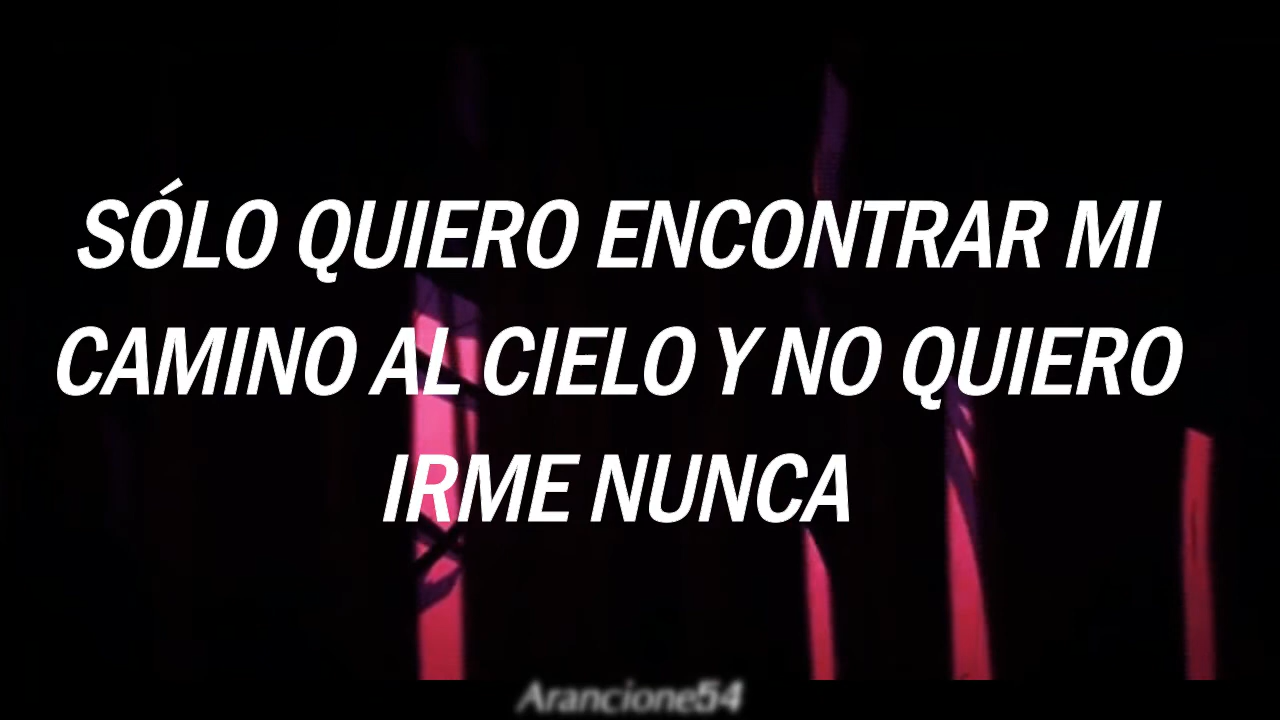 SÓLO QUIERO ENCONTRAR MI
CAMINO AL CIELO Y NO QUIERO
IRME NUNCA
Arancione54